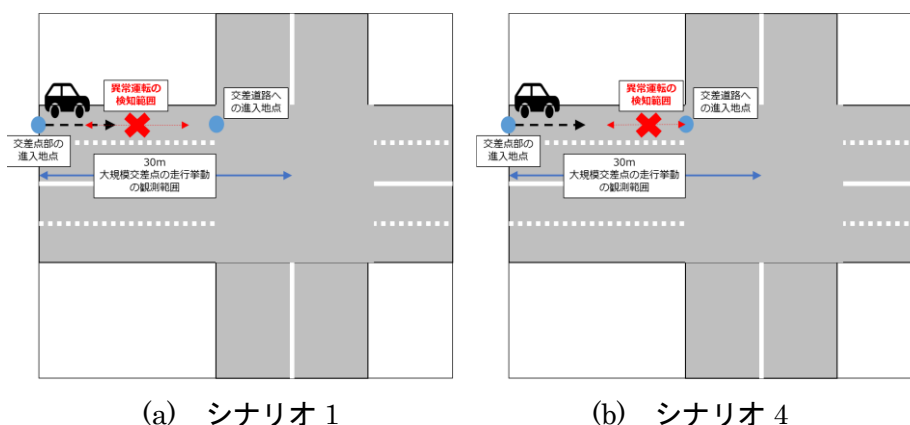 異常運転の
検知範囲
交差道路へ
の進入地点
交差点部の
進入地点
30m
大規模交差点の走行挙動
の観測範囲
(a) シナリオ 1
異常運転の
検知範囲
交差道路へ
の進入地点
交差点部の
進入地点
30m
大規模交差点の走行挙動
の観測範囲
(b) シナリオ 4